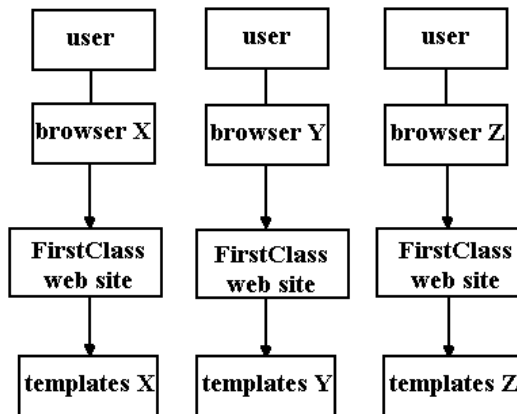 user
user
user
browser X
browser Y
browser Z
FirstClass
web site
FirstClass
web site
FirstClass
web site
templates X
templates Y
templates Z